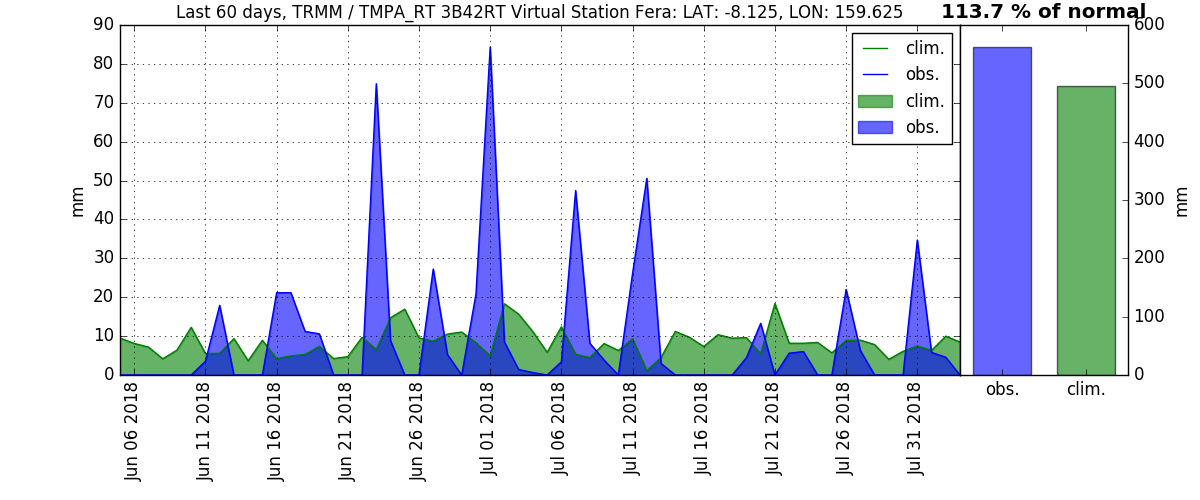 Last 60 days, TRMM / TMPA_RT 3B42RT Virtual Station Fera: LAT: -8.125, LON: 159.625
113.7 % of normal
90
80
70
60
50
40
30
20
10
0
mm
clim.
obs.
clim.
obs.
Jun 06 2018
Jun 11 2018
Jun 16 2018
Jun 21 2018
Jun 26 2018
Jul 01 2018
Jul 06 2018
Jul 11 2018
Jul 16 2018
Jul 21 2018
Jul 26 2018
Jul 31 2018
600
500
400
300
200
100
0
mm
obs.
clim.